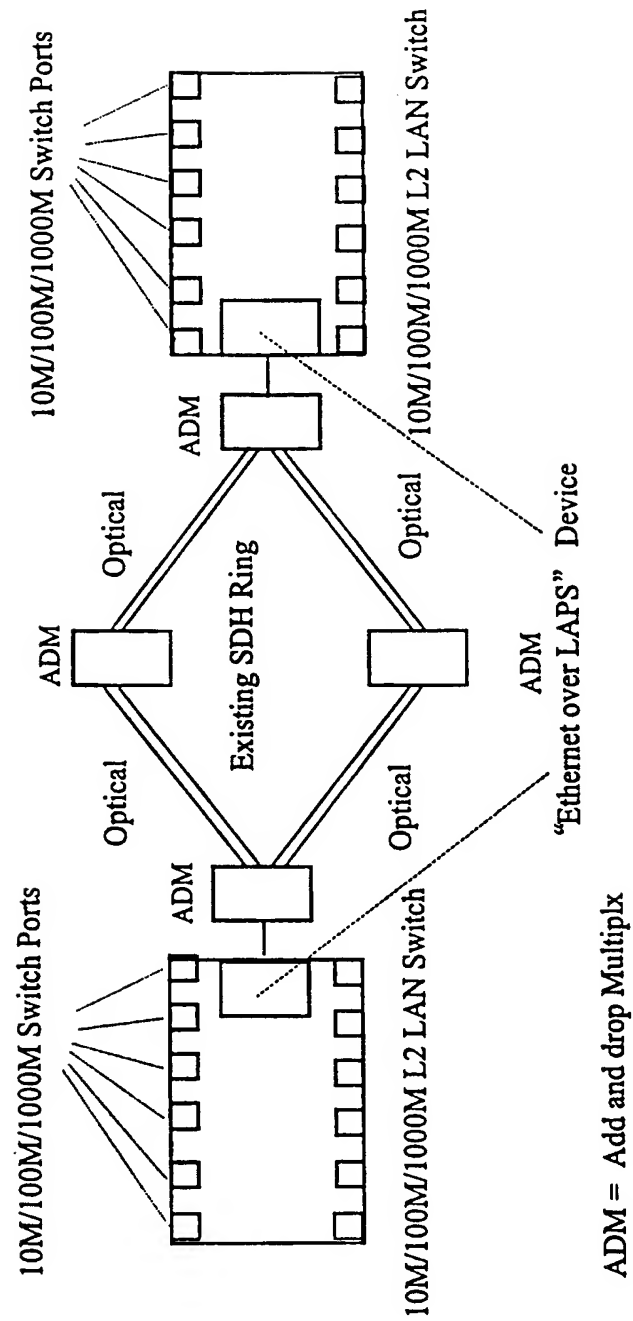 10M/100M/1000M Switch Ports
10M/100M/1000M Switch Ports
ADM
Optical
Optical
ADM
ADM
Existing SDH Ring
Optical
Optical
10M/100M/1000M L2 LAN Switch
10M/100M/1000M L2 LAN Switch
ADM
“Ethernet over LAPS” Device
ADM = Add and drop Multiplx